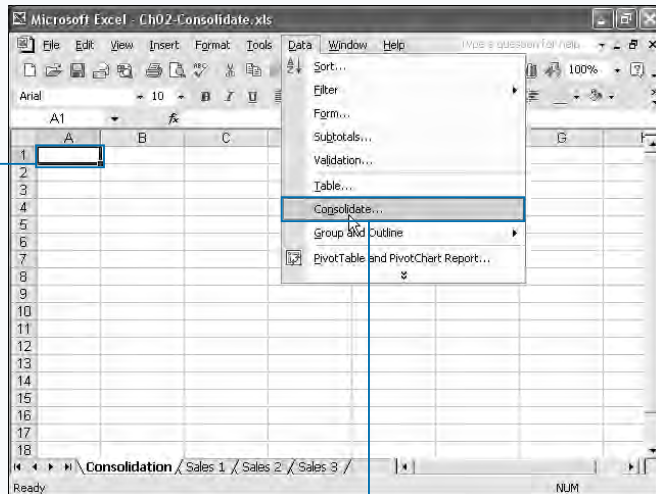 Microsoft Excel - Ch02-Consolidate.xls
File Edit View Insert Format Tools Data Window Help Type a question for help
100%
Arial 10 B I U
A1 fx
A B C G H
Sort...
Filter
Form...
Subtotals...
Validation...
Table...
Consolidate...
Group and Outline
PivotTable and PivotChart Report...
1
2
3
4
5
6
7
8
9
10
11
12
13
14
15
16
17
18
Consolidation / Sales 1 / Sales 2 / Sales 3 /
Ready NUM